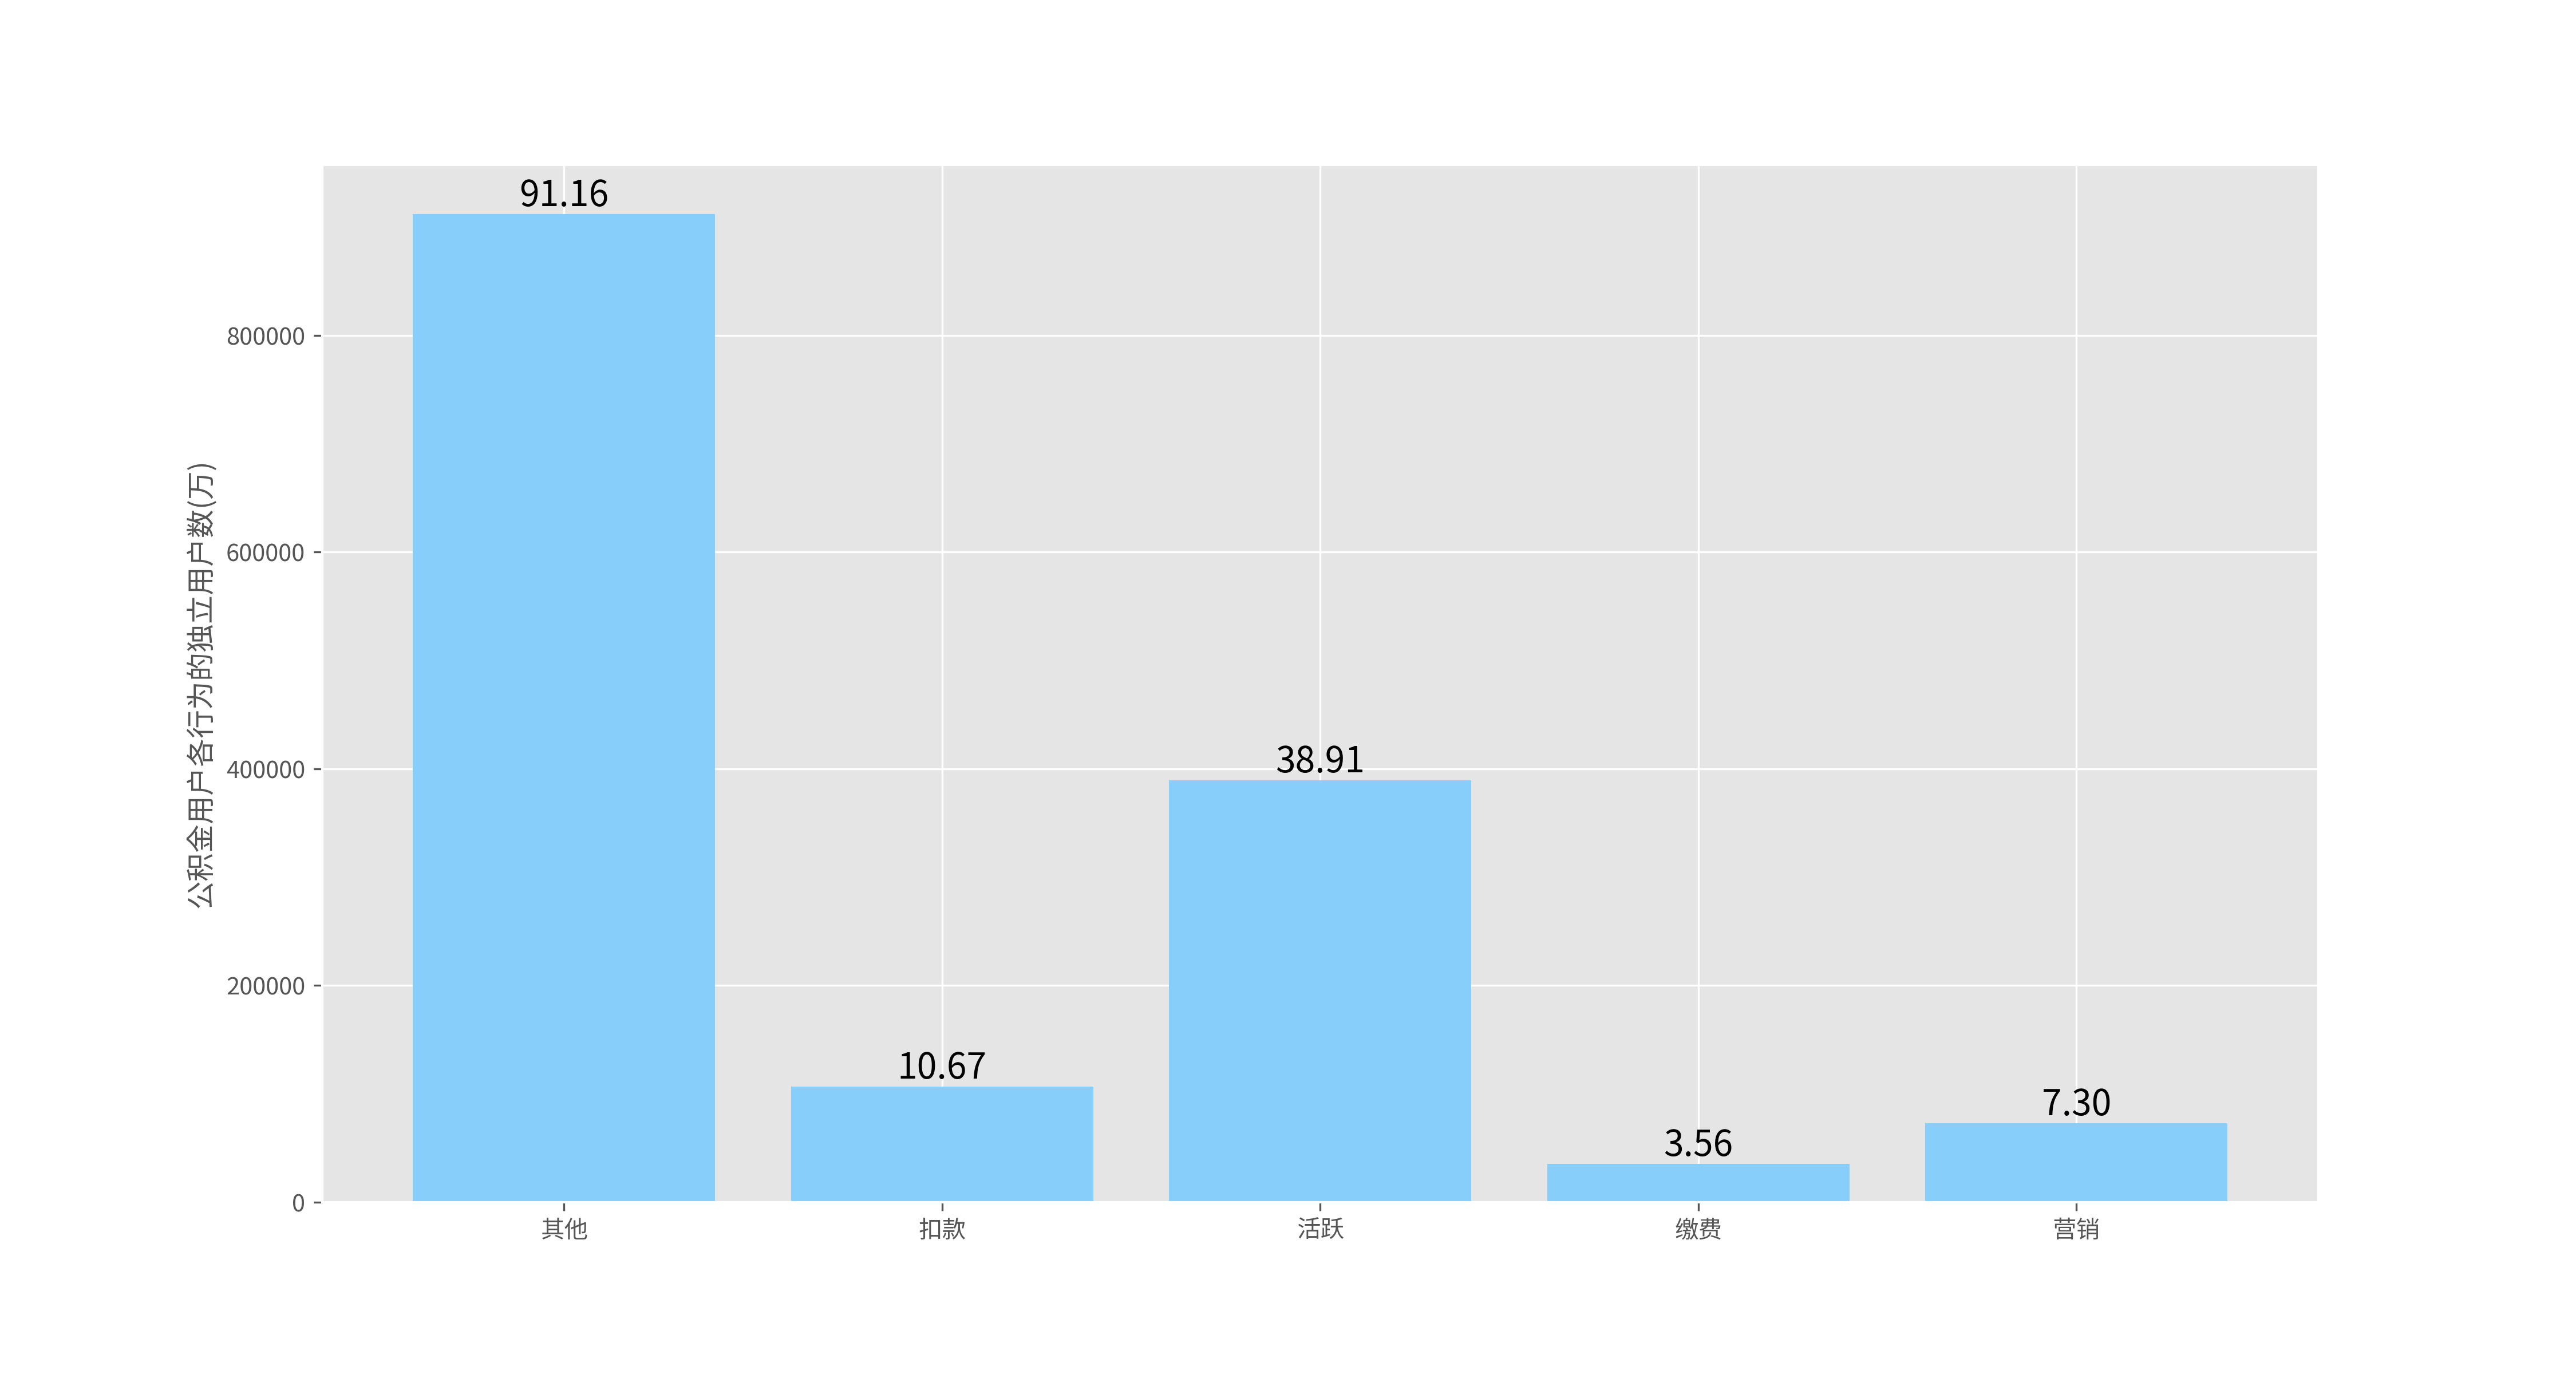 公积金用户各行为的独立用户数(万)
800000
600000
400000
200000
0
91.16
10.67
38.91
3.56
7.30
其他
扣款
活跃
缴费
营销